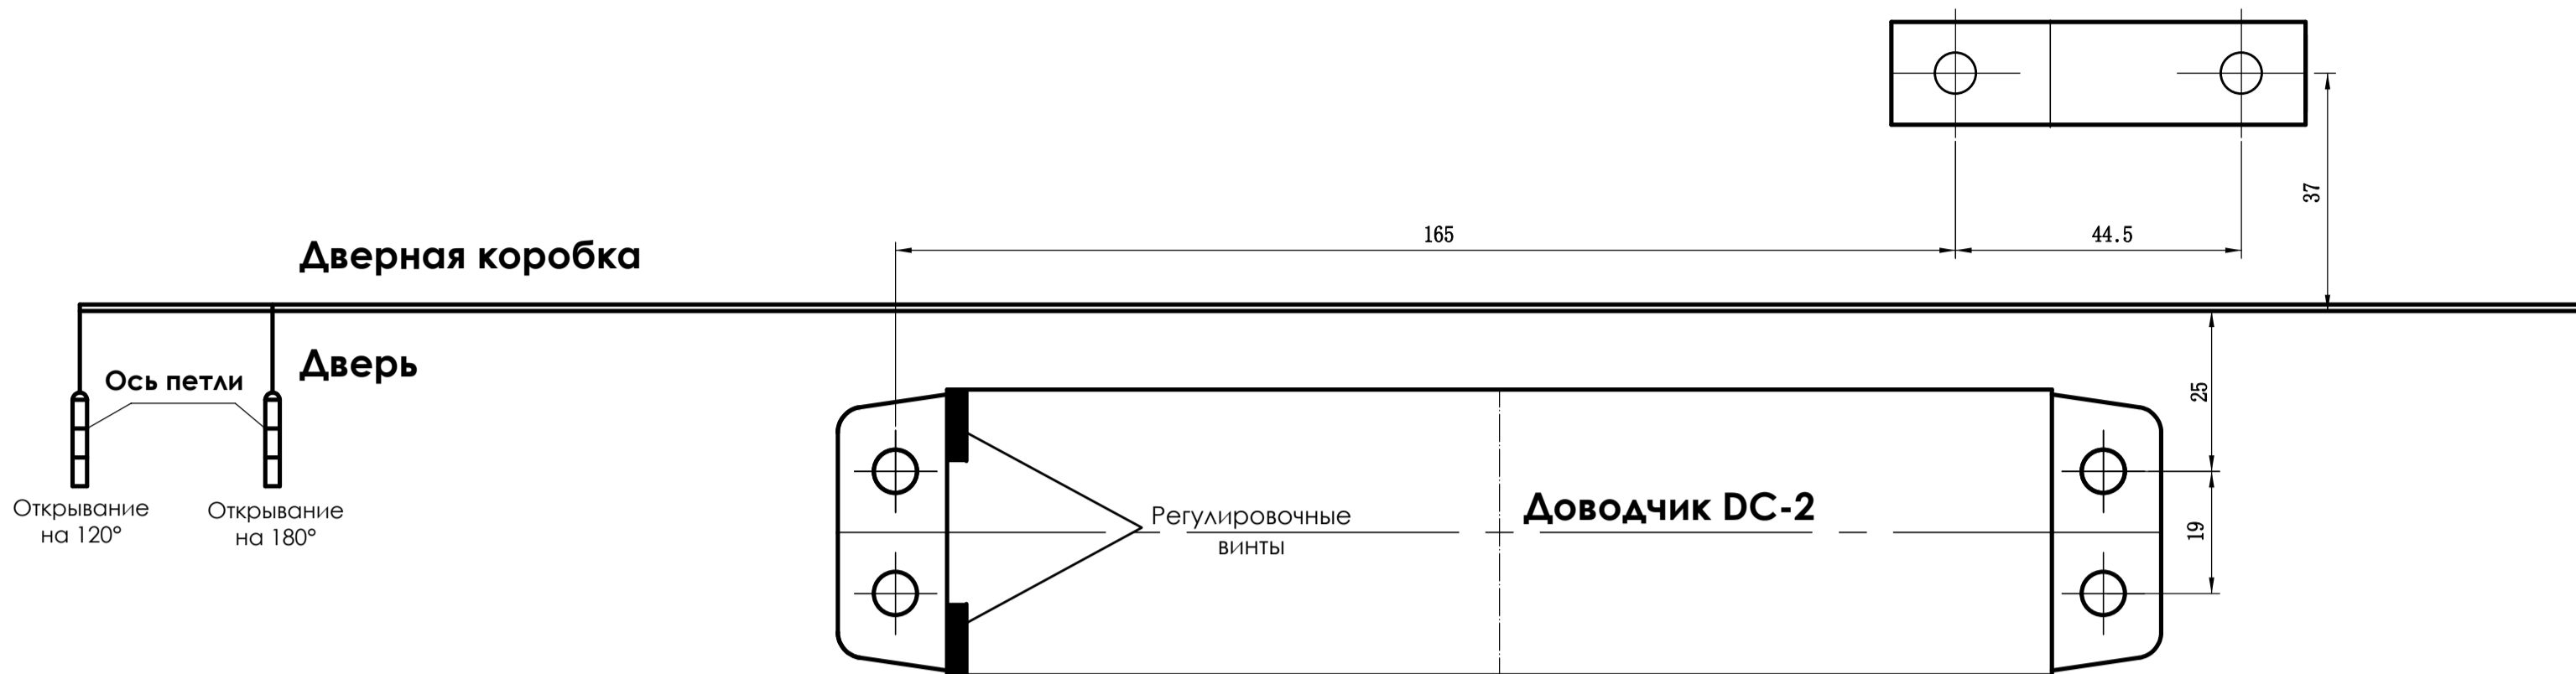 165
44.5
37
Дверная коробка
Дверь
Ось петли
25
Открывание
на 120°
Открывание
на 180°
Регулировочные
винты
Доводчик DC-2
19